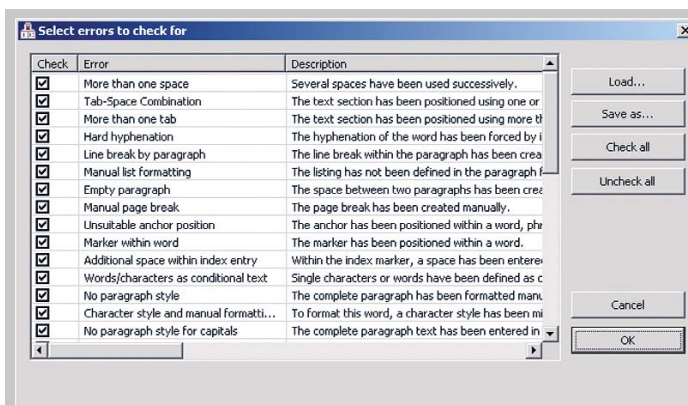 Select errors to check for
Check Error Description
More than one space Several spaces have been used successively.
Tab-Space Combination The text section has been positioned using one or
More than one tab The text section has been positioned using more
Hard hyphenation The hyphenation of the word has been forced by
Line break by paragraph The line break within the paragraph has been
Manual list formatting The listing has not been defined in the paragraph
Empty paragraph The space between two paragraphs has been
Manual page break The page break has been created manually.
Unsuitable anchor position The anchor has been positioned within a word,
Marker within word The marker has been positioned within a word.
Additional space within index entry Within the index marker, a space has been
Words/characters as conditional text Single characters or words have been defined as
No paragraph style The complete paragraph has been formatted
Character style and manual formatti... To format this word, a character style has been
No paragraph style for capitals The complete paragraph text has been entered in
Load...
Save as...
Check all
Uncheck all
Cancel
OK